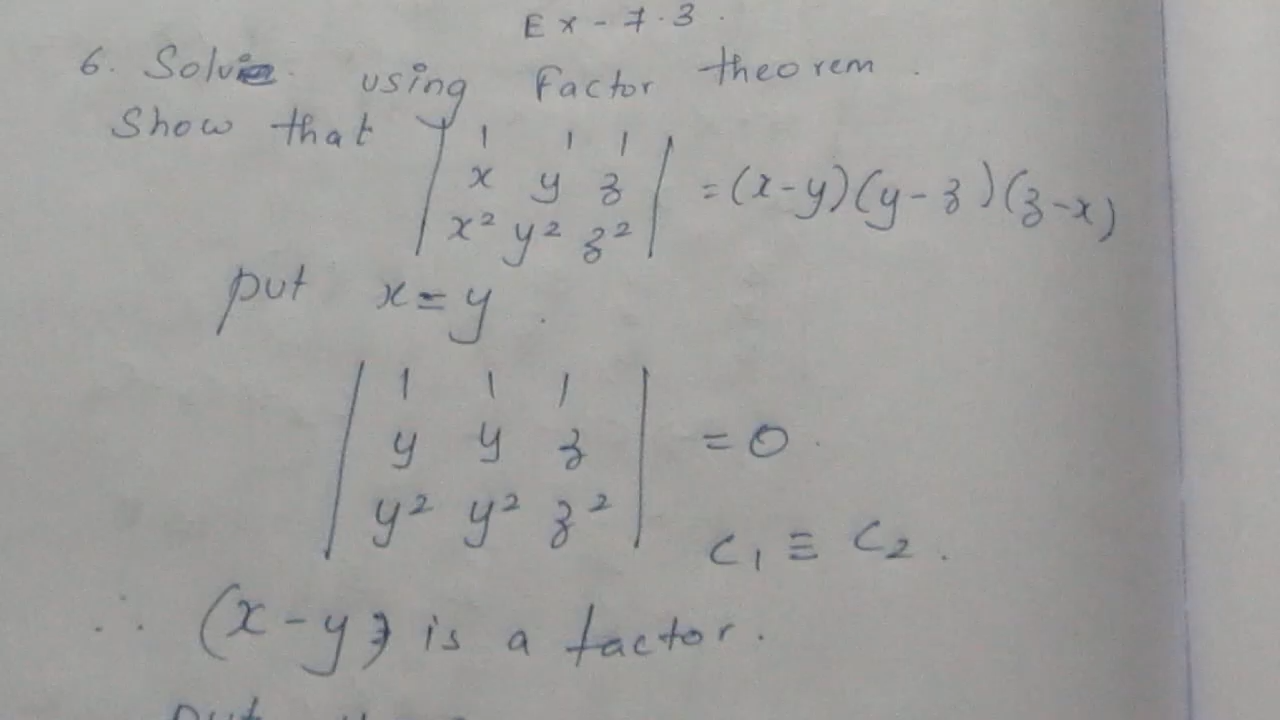 Ex - 7.3.
6. Solve using Factor theorem.
Show that | 1 1 1 |
| x y z | = (x-y)(y-z)(z-x)
| x² y² z² |
put x = y.
| 1 1 1 |
| y y z | = 0.
| y² y² z² |
C₁ ≡ C₂.
∴ (x-y) is a factor.
put